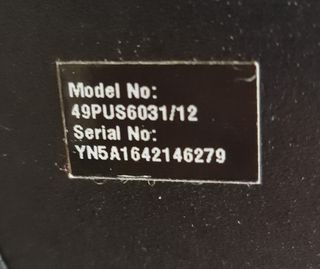 Model No:
49PUS6031/12
Serial No:
YN5A1642146279